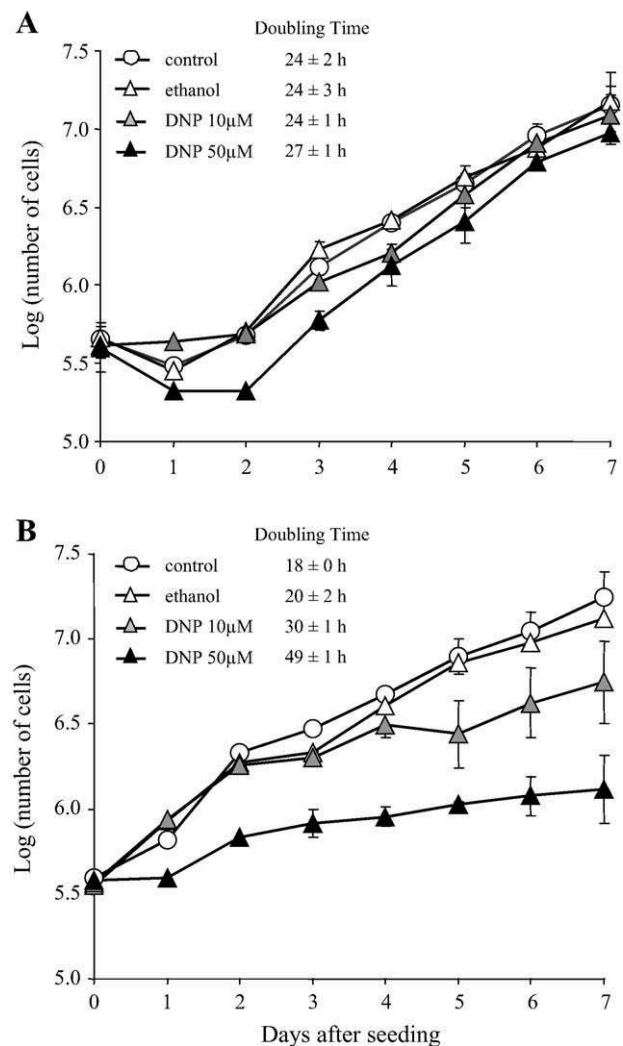 A
Doubling Time
control 24 ± 2 h
ethanol 24 ± 3 h
DNP 10µM 24 ± 1 h
DNP 50µM 27 ± 1 h
7.5
7.0
6.5
6.0
5.5
5.0
Log (number of cells)
0 1 2 3 4 5 6 7
B
Doubling Time
control 18 ± 0 h
ethanol 20 ± 2 h
DNP 10µM 30 ± 1 h
DNP 50µM 49 ± 1 h
7.5
7.0
6.5
6.0
5.5
5.0
Log (number of cells)
0 1 2 3 4 5 6 7
Days after seeding